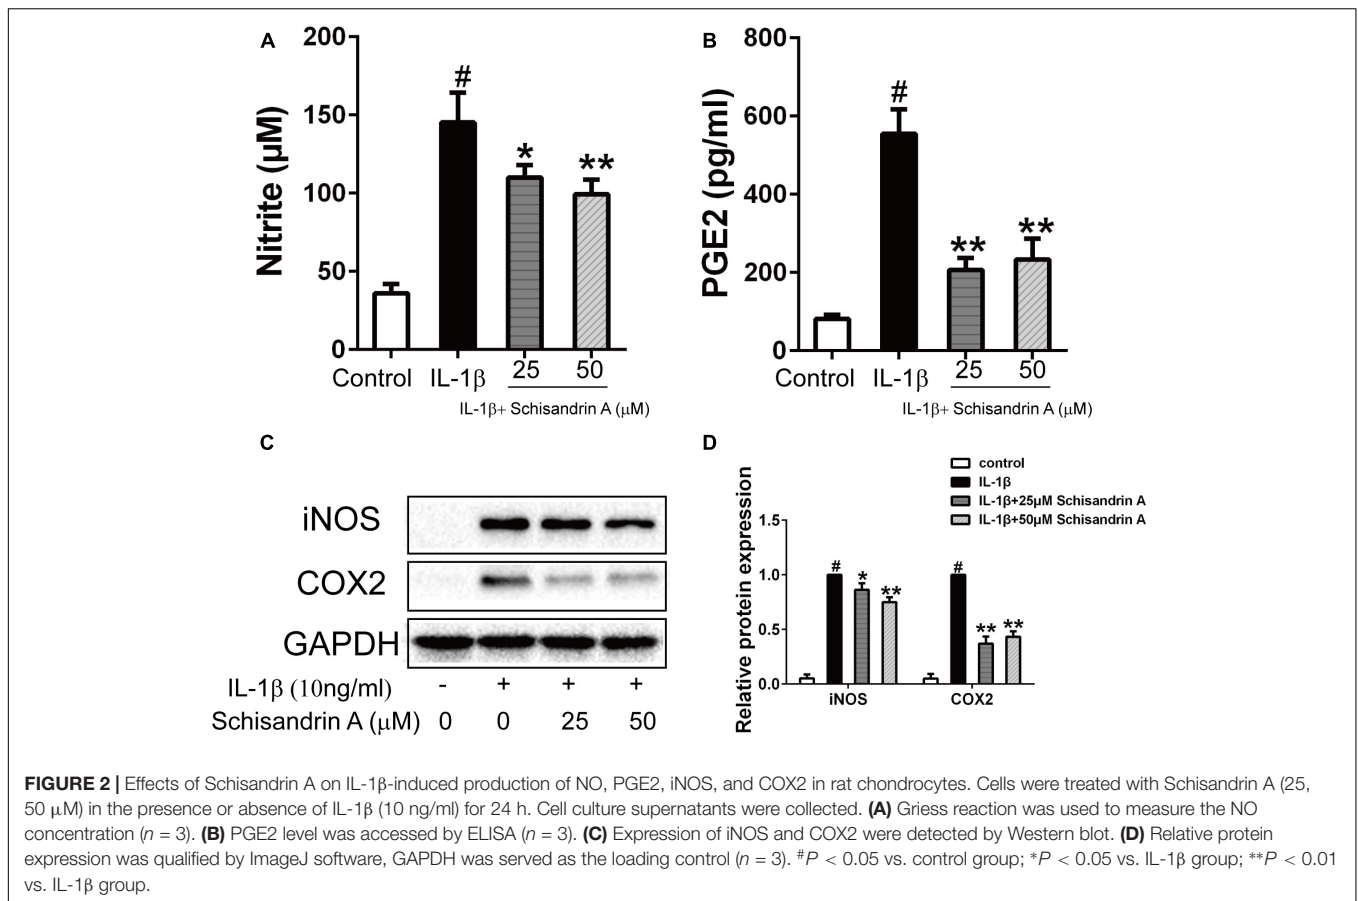 A
200
150
100
50
0
Nitrite (µM)
#
*
**
Control IL-1β 25 50
IL-1β+ Schisandrin A (µM)
B
800
600
400
200
0
PGE2 (pg/ml)
#
**
**
Control IL-1β 25 50
IL-1β+ Schisandrin A (µM)
C
iNOS
COX2
GAPDH
IL-1β (10ng/ml) - + + +
Schisandrin A (µM) 0 0 25 50
D
control
IL-1β
IL-1β+25µM Schisandrin A
IL-1β+50µM Schisandrin A
Relative protein expression
1.5
1.0
0.5
0.0
# * ** # ** **
iNOS COX2
FIGURE 2 | Effects of Schisandrin A on IL-1β-induced production of NO, PGE2, iNOS, and COX2 in rat chondrocytes. Cells were treated with Schisandrin A (25,
50 µM) in the presence or absence of IL-1β (10 ng/ml) for 24 h. Cell culture supernatants were collected. (A) Griess reaction was used to measure the NO
concentration (n = 3). (B) PGE2 level was accessed by ELISA (n = 3). (C) Expression of iNOS and COX2 were detected by Western blot. (D) Relative protein
expression was qualified by ImageJ software, GAPDH was served as the loading control (n = 3). #P < 0.05 vs. control group; *P < 0.05 vs. IL-1β group; **P < 0.01
vs. IL-1β group.